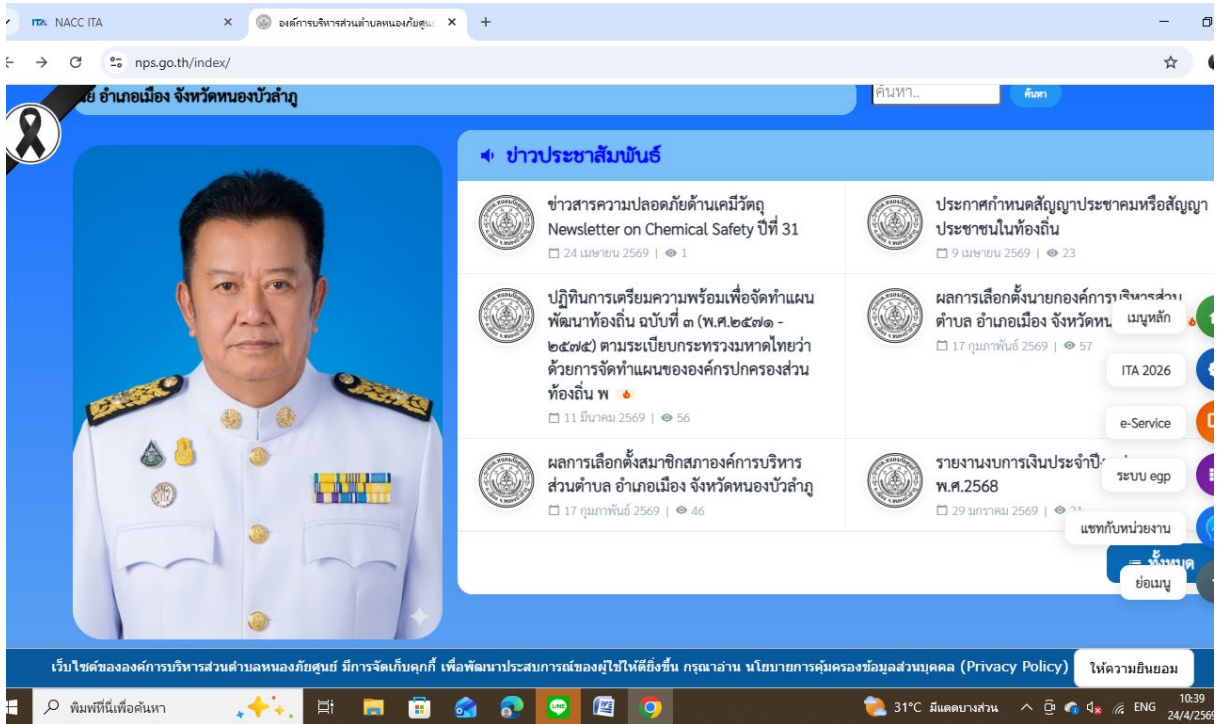 NACC ITA
องค์การบริหารส่วนตำบลหนองภัยศูน
nps.go.th/index/
ย์ อำเภอเมือง จังหวัดหนองบัวลำภู
ค้นหา..
ค้นหา
ข่าวประชาสัมพันธ์
ข่าวสารความปลอดภัยด้านเคมีวัตถุ
Newsletter on Chemical Safety ปีที่ 31
24 เมษายน 2569 | 1
ประกาศกำหนดสัญญาประชาคมหรือสัญญา
ประชาชนในท้องถิ่น
9 เมษายน 2569 | 23
ปฏิทินการเตรียมความพร้อมเพื่อจัดทำแผน
พัฒนาท้องถิ่น ฉบับที่ ๓ (พ.ศ.๒๕๗๑ -
๒๕๗๕) ตามระเบียบกระทรวงมหาดไทยว่า
ด้วยการจัดทำแผนขององค์กรปกครองส่วน
ท้องถิ่น พ
11 มีนาคม 2569 | 56
ผลการเลือกตั้งนายกองค์การบริหารส่วน
ตำบล อำเภอเมือง จังหวัดหน
17 กุมภาพันธ์ 2569 | 57
ผลการเลือกตั้งสมาชิกสภาองค์การบริหาร
ส่วนตำบล อำเภอเมือง จังหวัดหนองบัวลำภู
17 กุมภาพันธ์ 2569 | 46
รายงานงบการเงินประจำปี
พ.ศ.2568
29 มกราคม 2569 |
เมนูหลัก
ITA 2026
e-Service
ระบบ egp
แชทกับหน่วยงาน
ทั้งหมด
ย่อเมนู
เว็บไซต์ขององค์การบริหารส่วนตำบลหนองภัยศูนย์ มีการจัดเก็บคุกกี้ เพื่อพัฒนาประสบการณ์ของผู้ใช้ให้ดียิ่งขึ้น กรุณาอ่าน นโยบายการคุ้มครองข้อมูลส่วนบุคคล (Privacy Policy)
ให้ความยินยอม
พิมพ์ที่นี่เพื่อค้นหา
LINE
31°C มีแดดบางส่วน
ENG
10:39
24/4/2569